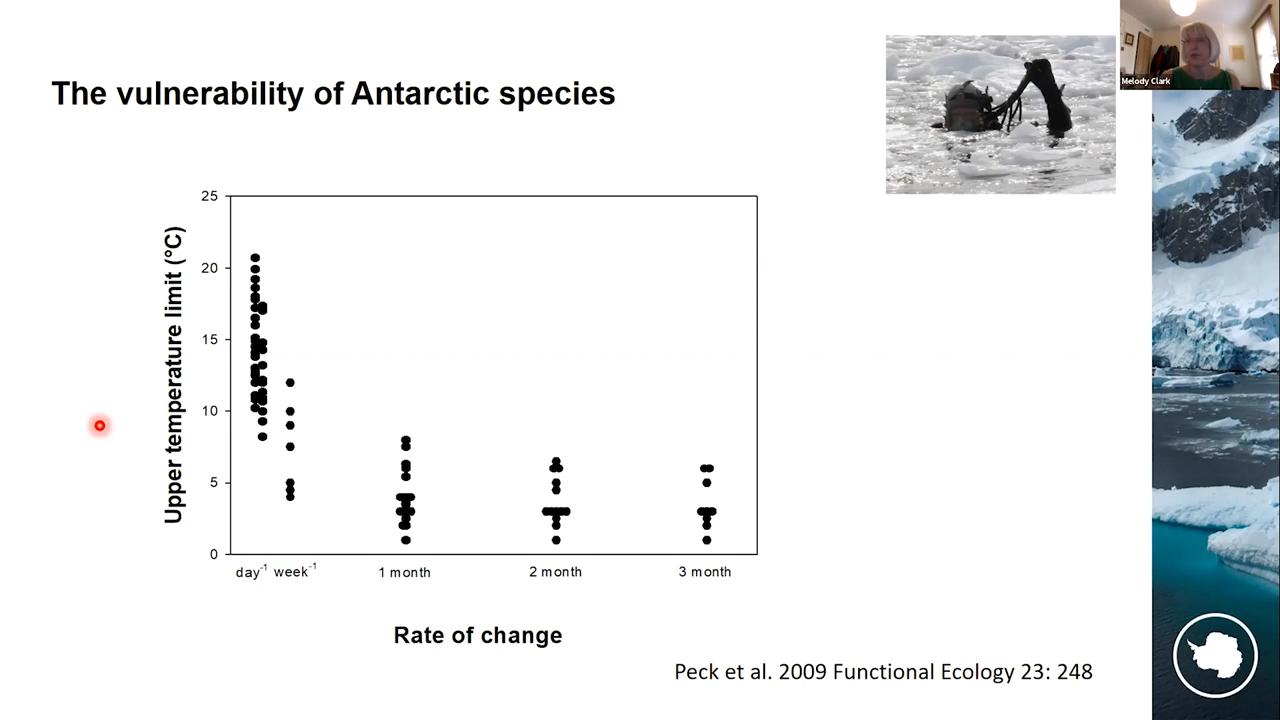 Melody Clark
The vulnerability of Antarctic species
Upper temperature limit (°C)
25
20
15
10
5
0
day⁻¹ week⁻¹ 1 month 2 month 3 month
Rate of change
Peck et al. 2009 Functional Ecology 23: 248